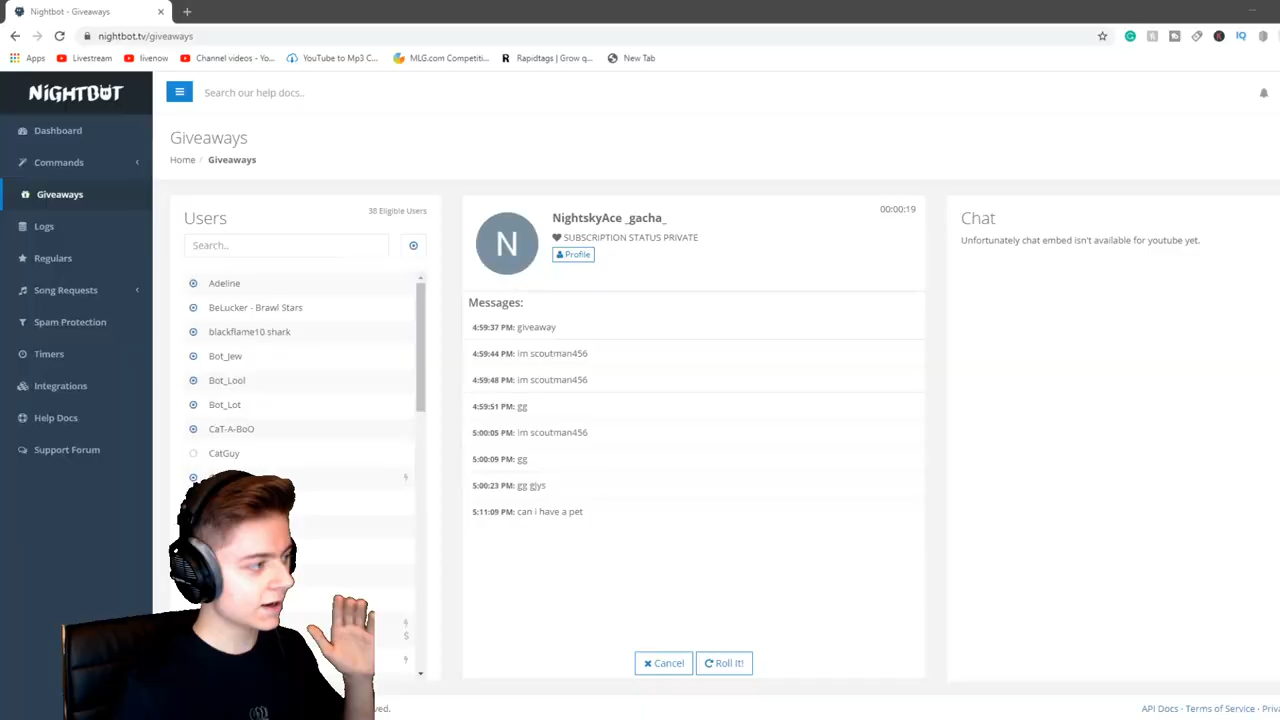 Nightbot - Giveaways
nightbot.tv/giveaways
Apps
Livestream
livenow
Channel videos - Yo...
YouTube to Mp3 C...
MLG.com Competiti...
Rapidtags | Grow q...
New Tab
NiGHTBOT
Search our help docs..
Dashboard
Commands
Giveaways
Logs
Regulars
Song Requests
Spam Protection
Timers
Integrations
Help Docs
Support Forum
Giveaways
Home / Giveaways
Users
38 Eligible Users
Search..
Adeline
BeLucker - Brawl Stars
blackflame10 shark
Bot_Jew
Bot_Lool
Bot_Lot
CaT-A-BoO
CatGuy
N
NightskyAce _gacha_
00:00:19
SUBSCRIPTION STATUS PRIVATE
Profile
Messages:
4:59:37 PM: giveaway
4:59:44 PM: im scoutman456
4:59:48 PM: im scoutman456
4:59:51 PM: gg
5:00:05 PM: im scoutman456
5:00:09 PM: gg
5:00:23 PM: gg gjys
5:11:09 PM: can i have a pet
Cancel
Roll It!
Chat
Unfortunately chat embed isn't available for youtube yet.
ved.
API Docs - Terms of Service - Priva